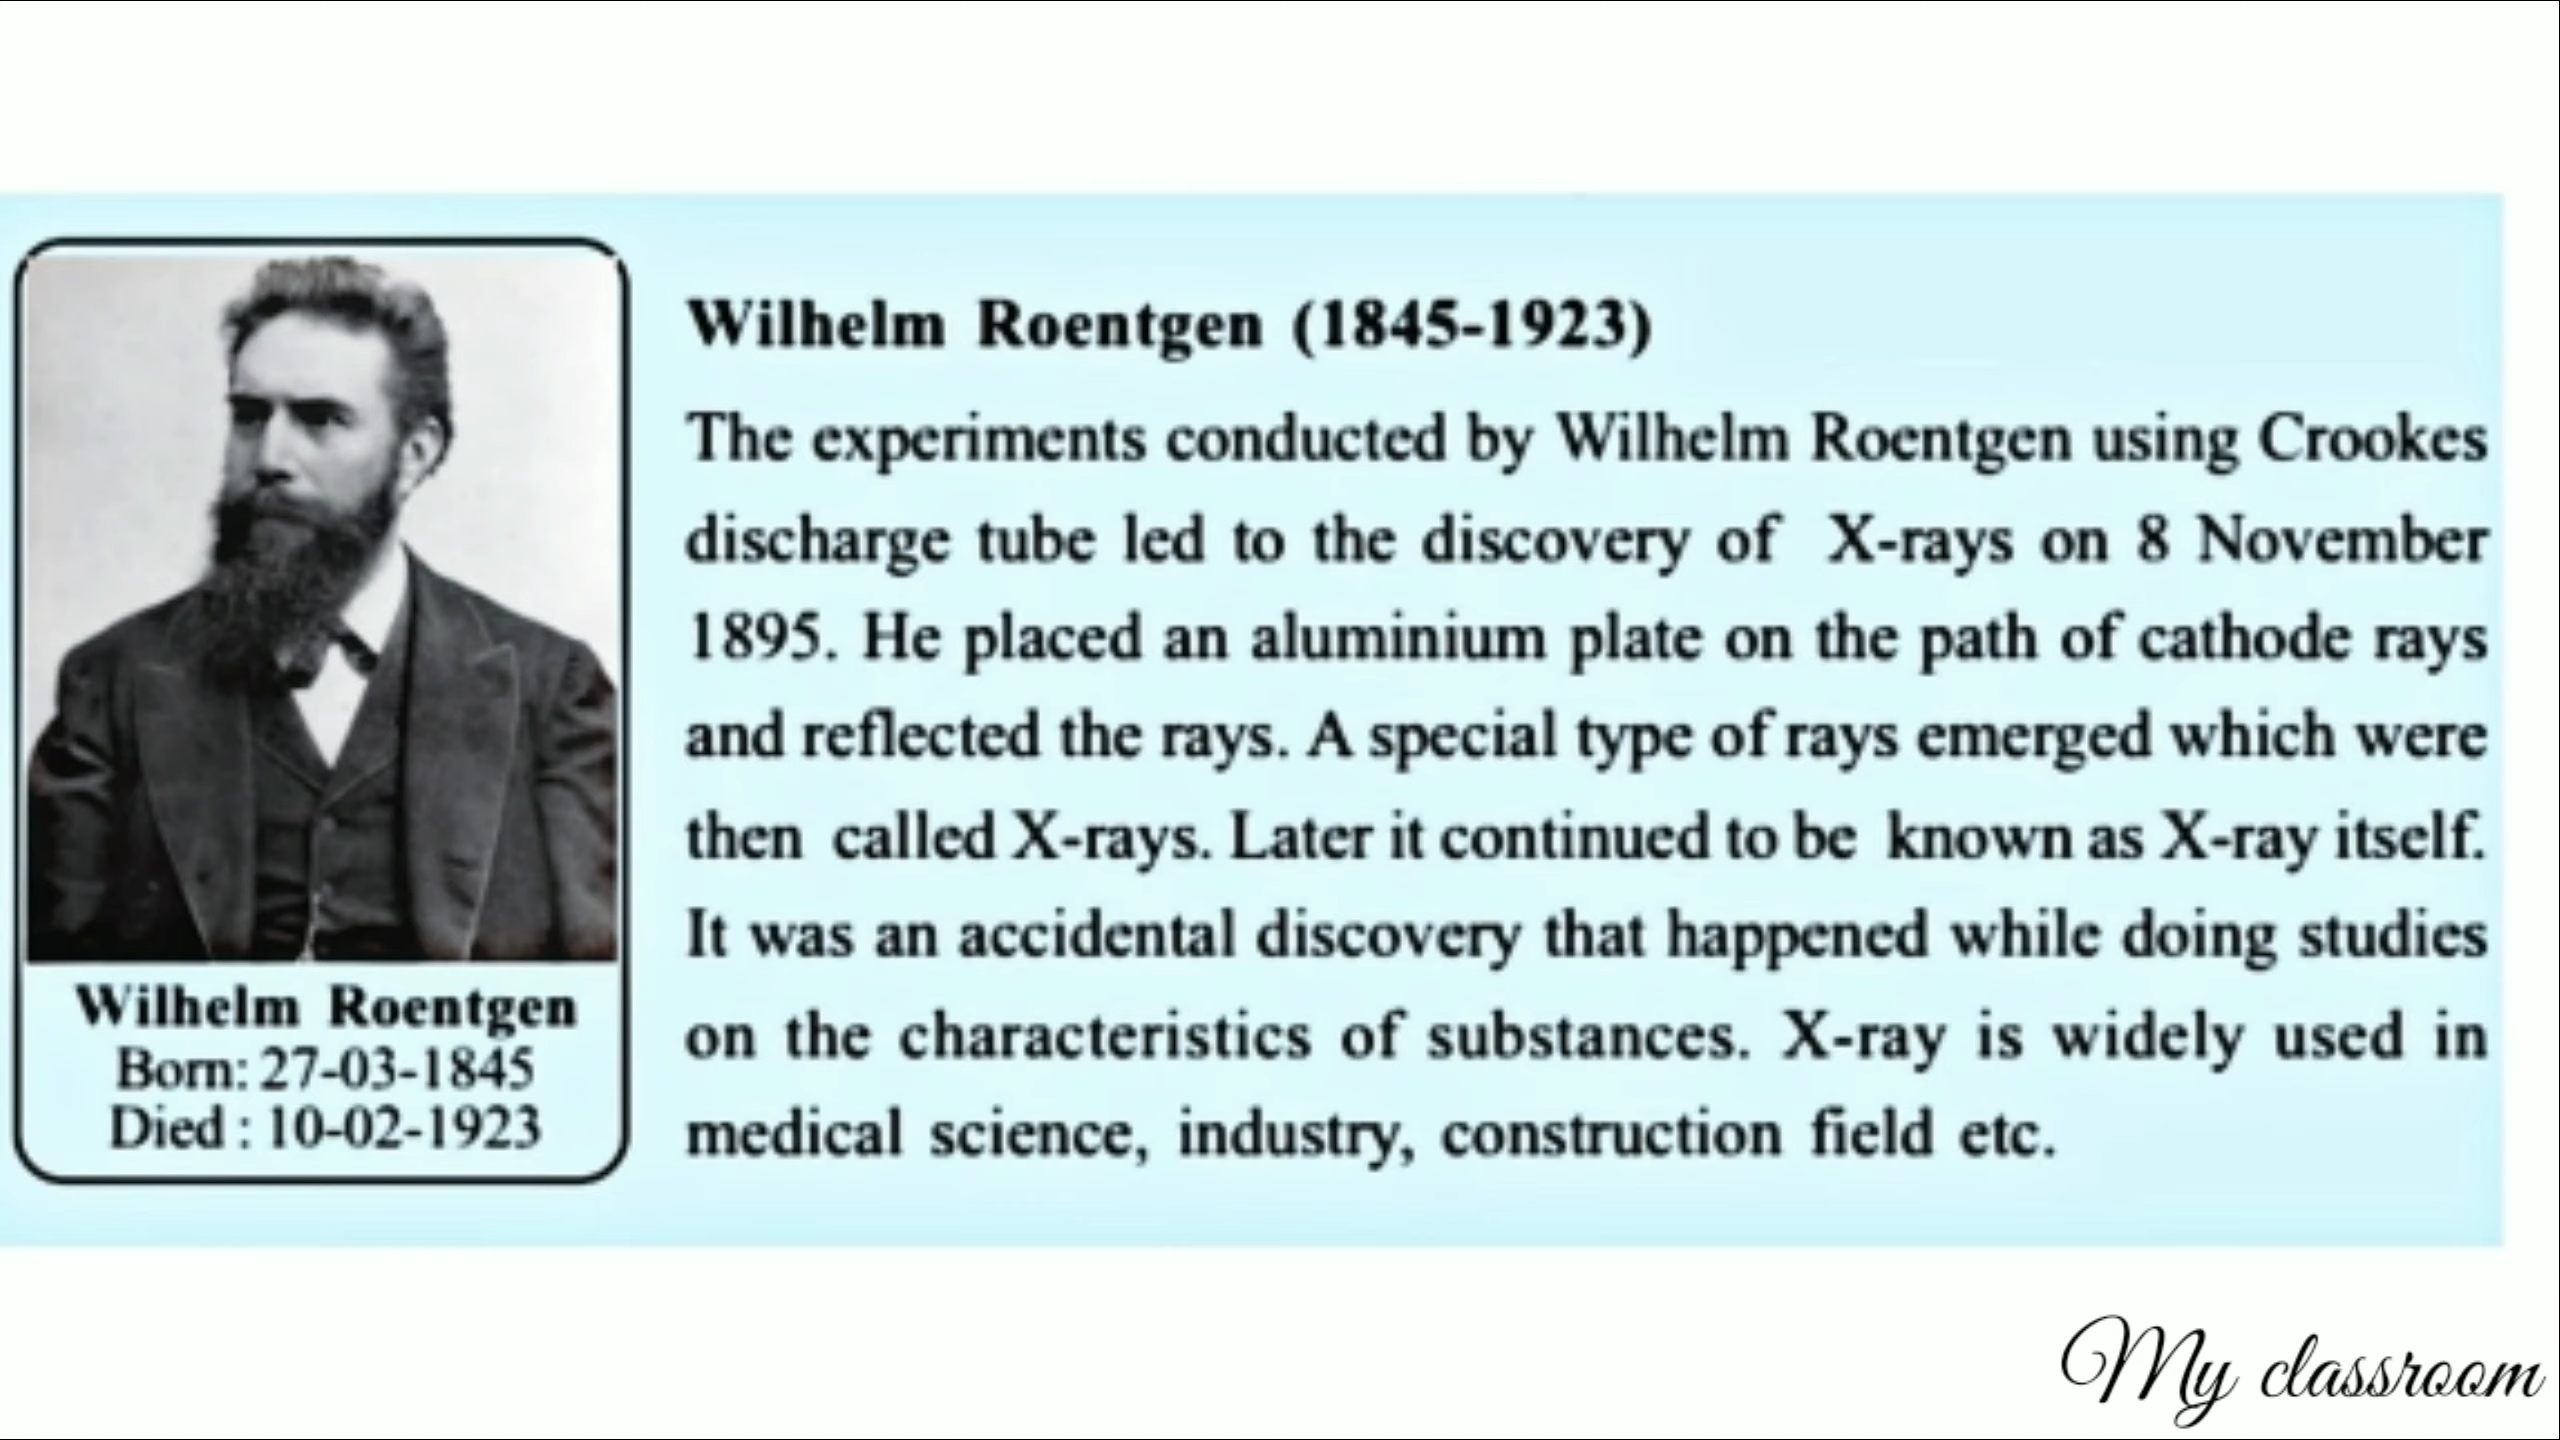 Wilhelm Roentgen
Born: 27-03-1845
Died : 10-02-1923
Wilhelm Roentgen (1845-1923)
The experiments conducted by Wilhelm Roentgen using Crookes
discharge tube led to the discovery of X-rays on 8 November
1895. He placed an aluminium plate on the path of cathode rays
and reflected the rays. A special type of rays emerged which were
then called X-rays. Later it continued to be known as X-ray itself.
It was an accidental discovery that happened while doing studies
on the characteristics of substances. X-ray is widely used in
medical science, industry, construction field etc.
My classroom